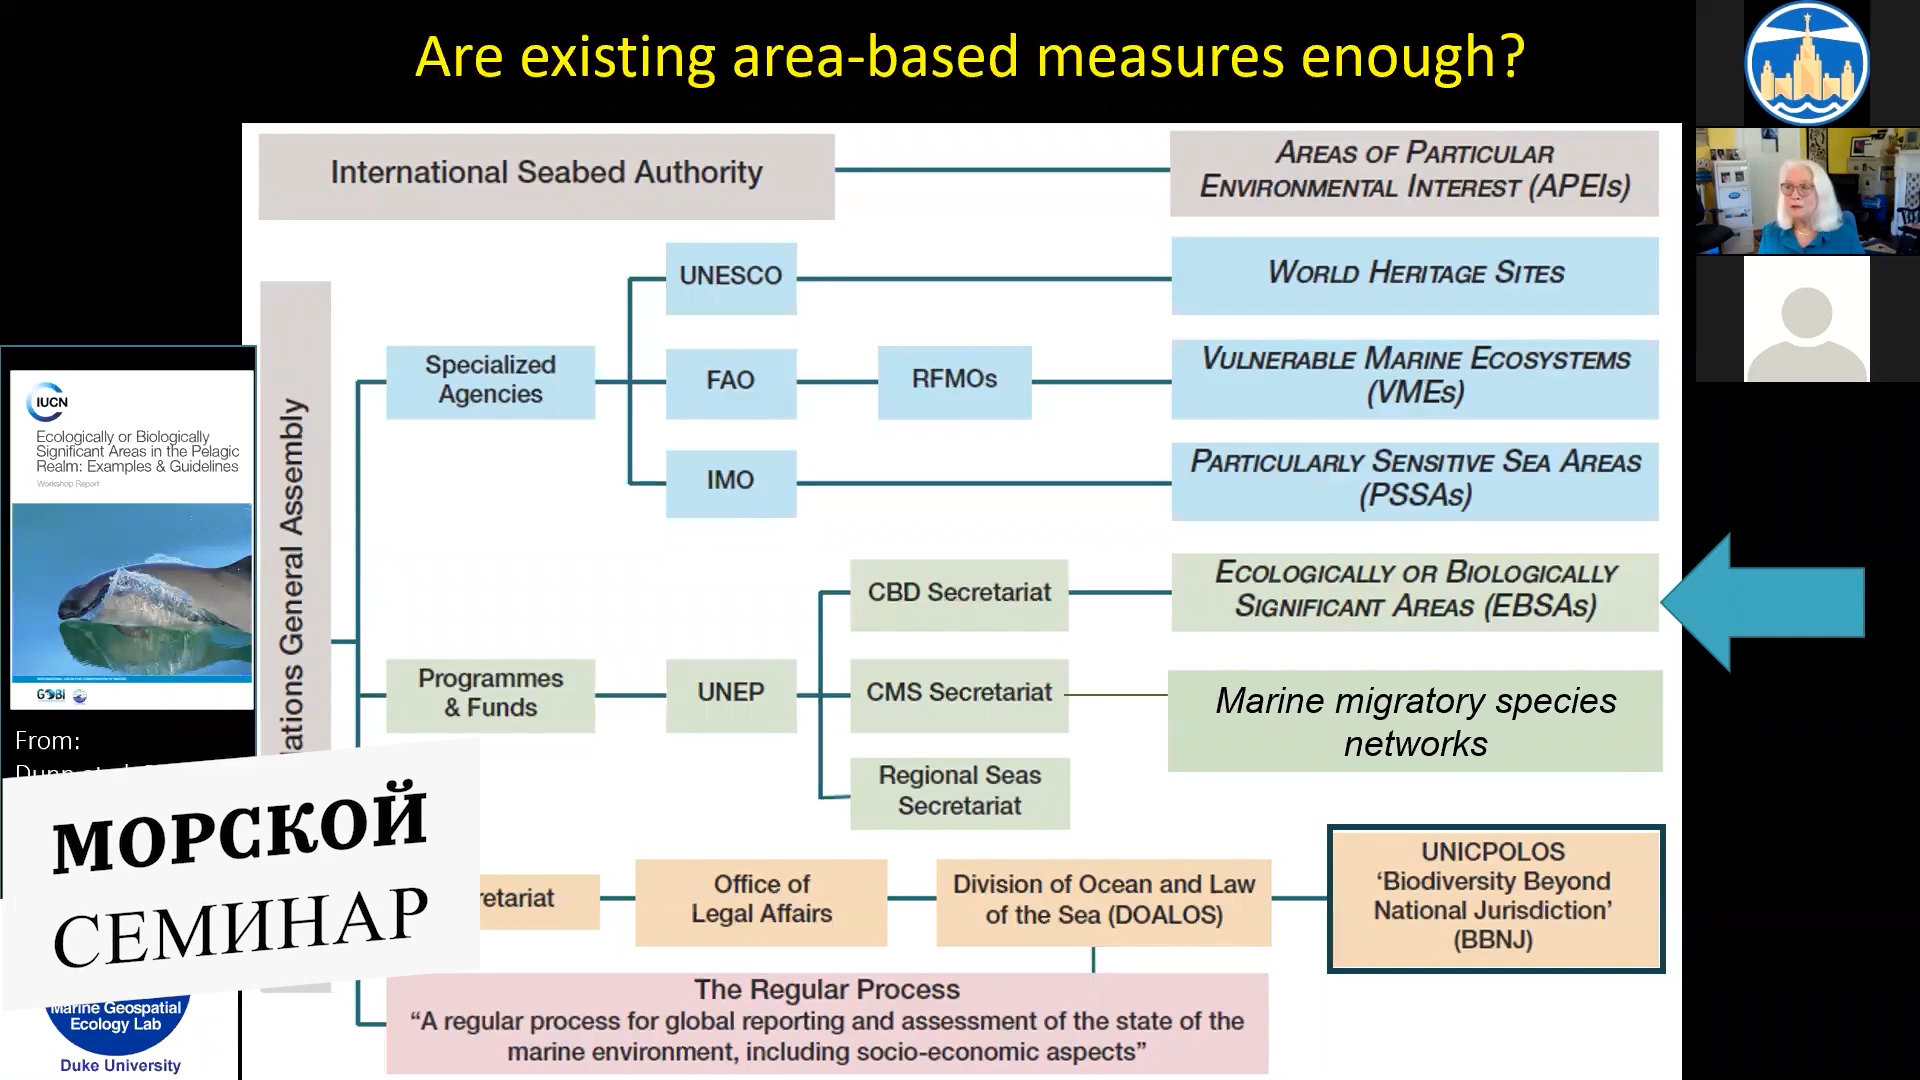 Are existing area-based measures enough?
International Seabed Authority
AREAS OF PARTICULAR
ENVIRONMENTAL INTEREST (APEIs)
UNESCO
WORLD HERITAGE SITES
Specialized
Agencies
FAO
RFMOs
VULNERABLE MARINE ECOSYSTEMS
(VMEs)
IMO
PARTICULARLY SENSITIVE SEA AREAS
(PSSAs)
ations General Assembly
CBD Secretariat
ECOLOGICALLY OR BIOLOGICALLY
SIGNIFICANT AREAS (EBSAs)
Programmes
& Funds
UNEP
CMS Secretariat
Marine migratory species
networks
Regional Seas
Secretariat
retariat
Office of
Legal Affairs
Division of Ocean and Law
of the Sea (DOALOS)
UNICPOLOS
‘Biodiversity Beyond
National Jurisdiction’
(BBNJ)
The Regular Process
“A regular process for global reporting and assessment of the state of the
marine environment, including socio-economic aspects”
IUCN
Ecologically or Biologically
Significant Areas in the Pelagic
Realm: Examples & Guidelines
Workshop Report
GOBI
From:
МОРСКОЙ
СЕМИНАР
Marine Geospatial
Ecology Lab
Duke University